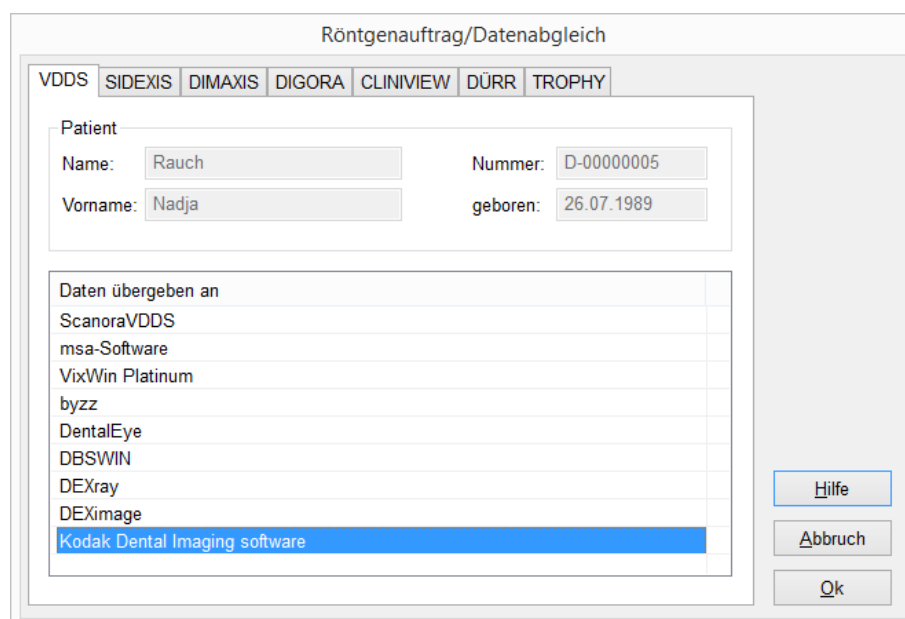 Röntgenauftrag/Datenabgleich
VDDS SIDEXIS DIMAXIS DIGORA CLINIVIEW DÜRR TROPHY
Patient
Name: Rauch Nummer: D-00000005
Vorname: Nadja geboren: 26.07.1989
Daten übergeben an
ScanoraVDDS
msa-Software
VixWin Platinum
byzz
DentalEye
DBSWIN
DEXray
DEXimage
Kodak Dental Imaging software
Hilfe
Abbruch
Ok